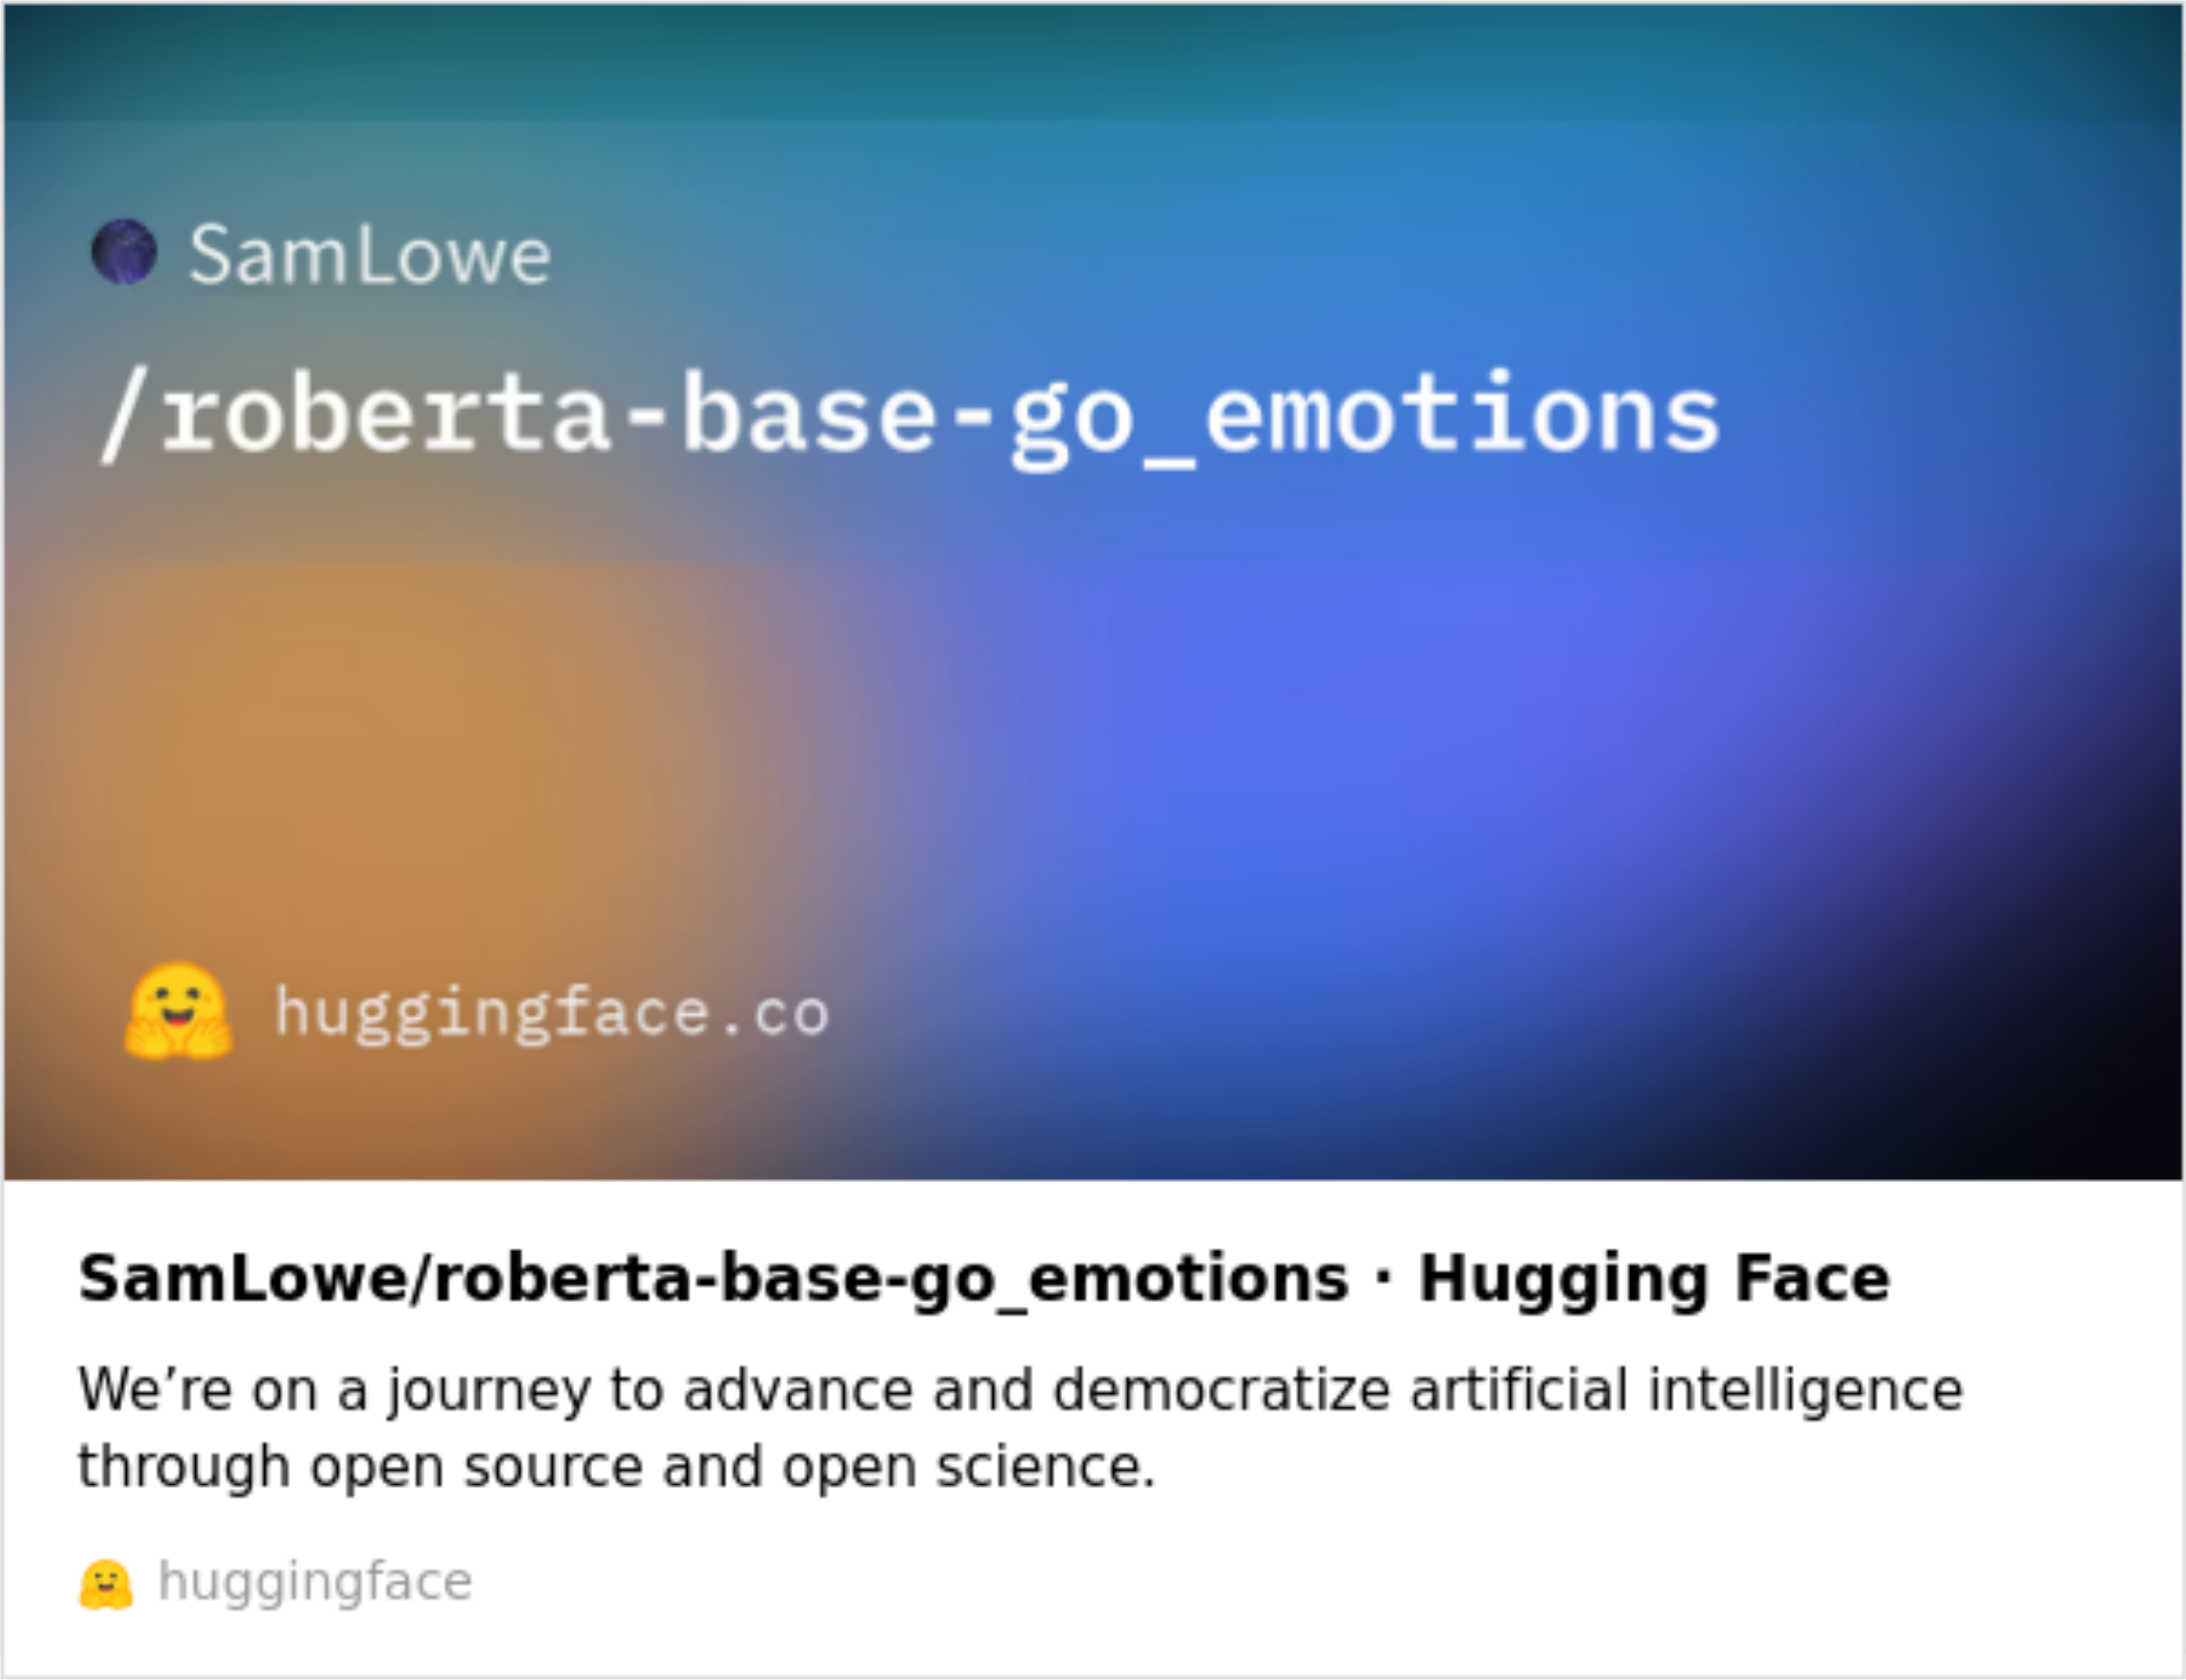 SamLowe
/roberta-base-go_emotions
huggingface.co
SamLowe/roberta-base-go_emotions · Hugging Face
We’re on a journey to advance and democratize artificial intelligence
through open source and open science.
huggingface